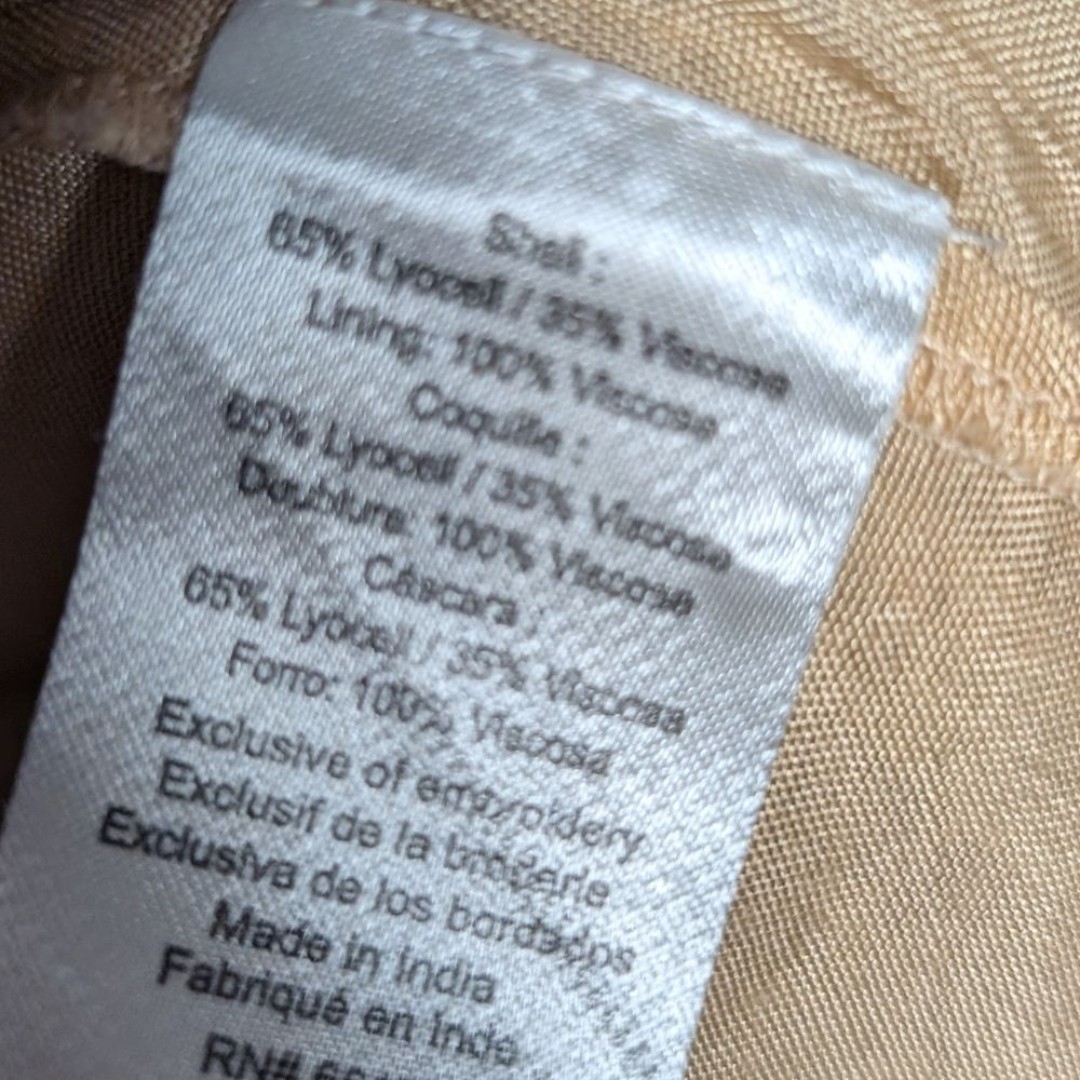 Shell :
65% Lyocell / 35% Viscose
Lining: 100% Viscose
Coquille :
65% Lyocell / 35% Viscose
Doublure: 100% Viscose
Cáscara :
65% Lyocell / 35% Viscosa
Forro: 100% Viscosa
Exclusive of embroidery
Exclusif de la broderie
Exclusiva de los bordados
Made in India
Fabriqué en Inde
RN#